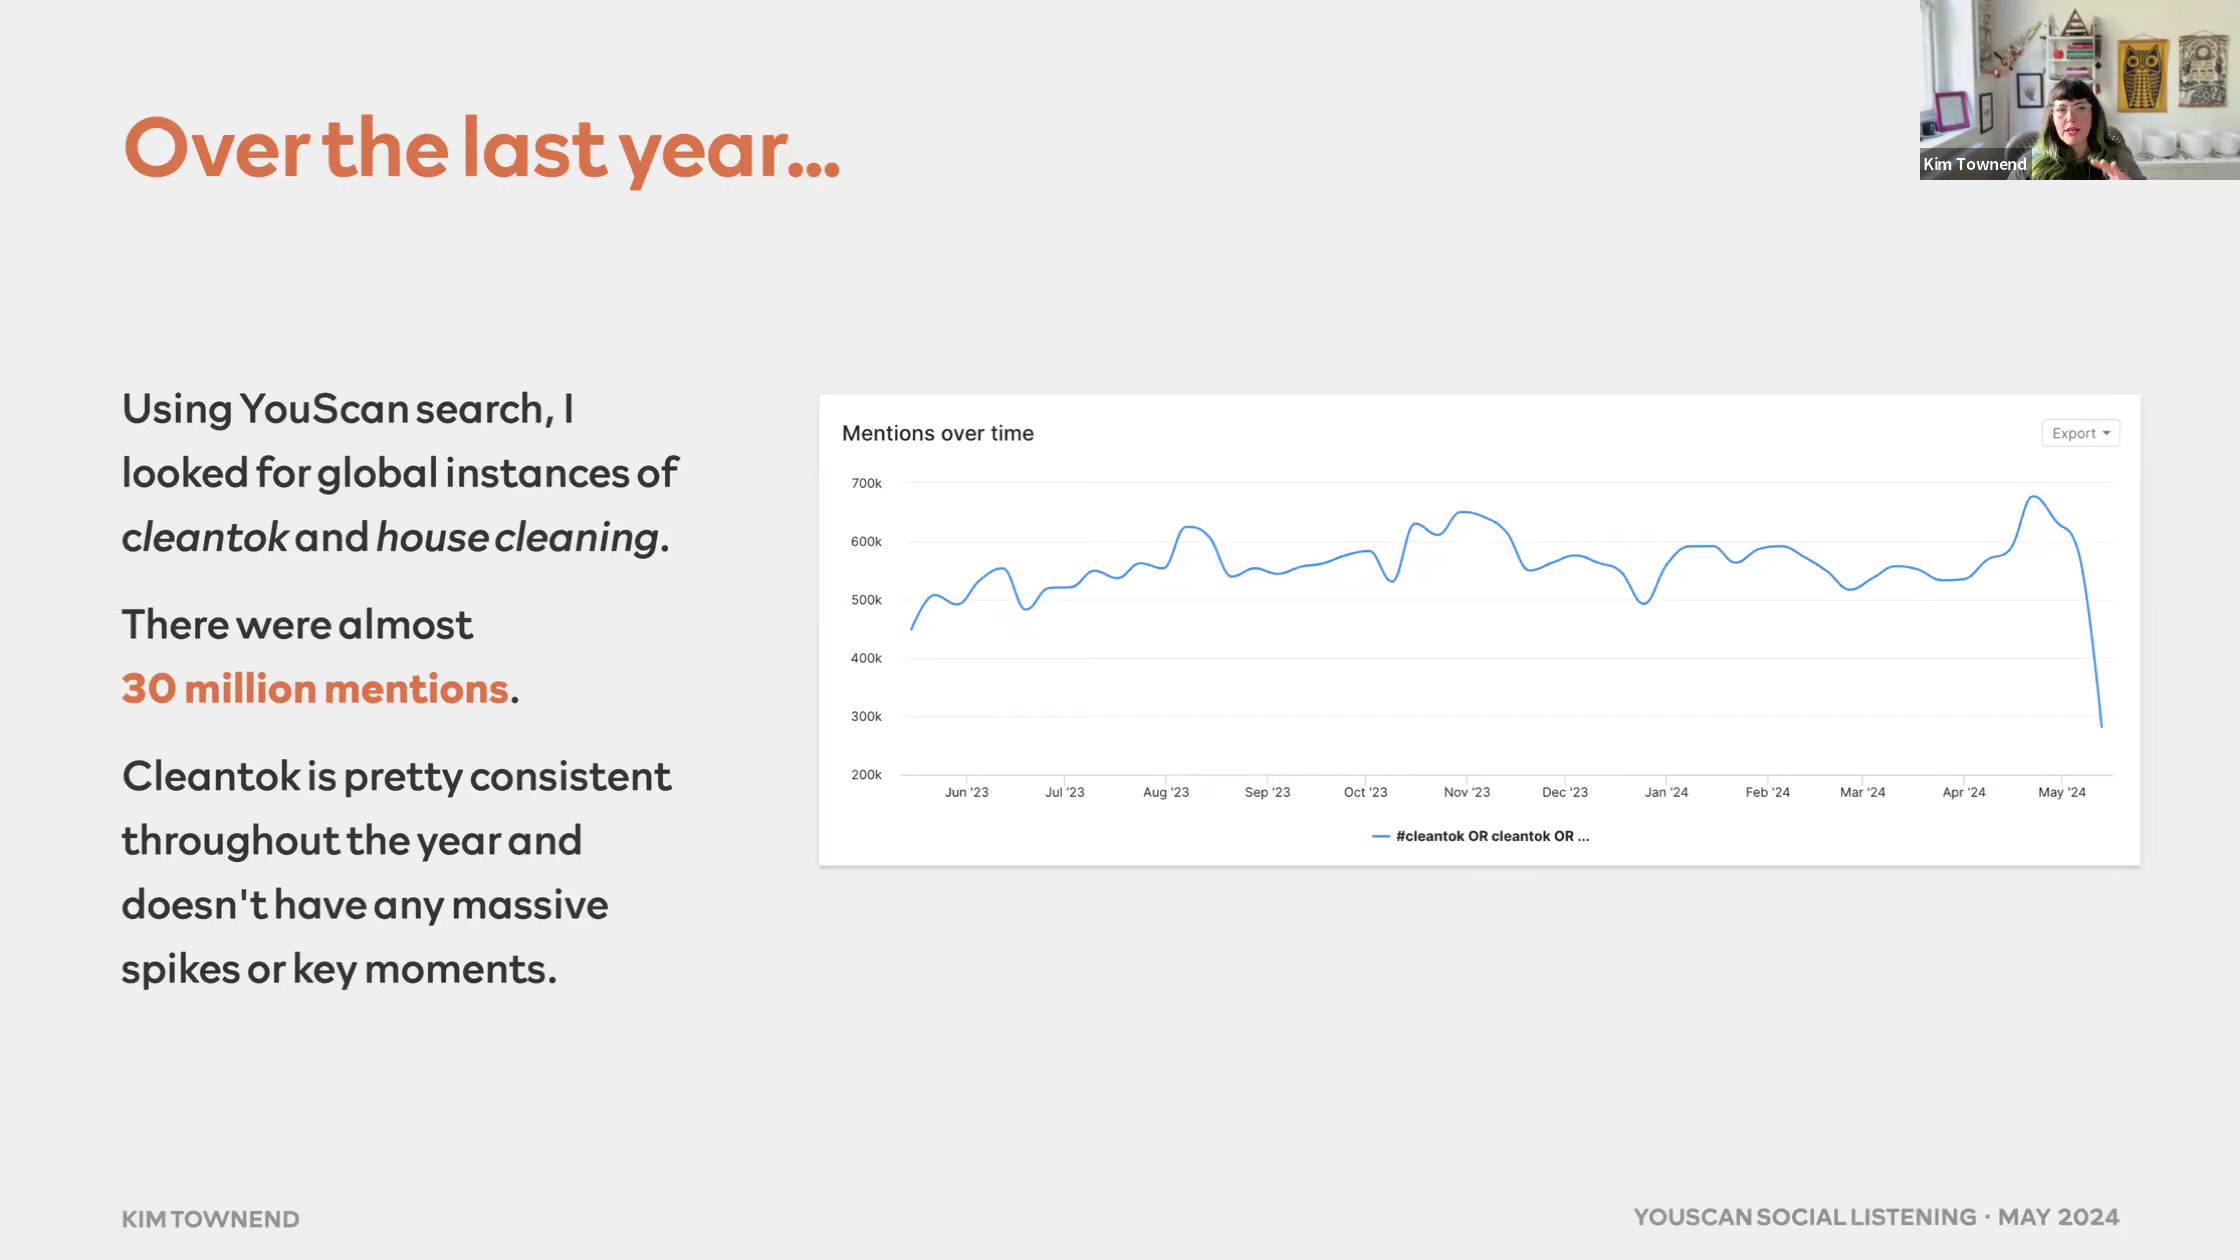 Over the last year...
Kim Townend
Using YouScan search, I
looked for global instances of
cleantok and house cleaning.
There were almost
30 million mentions.
Cleantok is pretty consistent
throughout the year and
doesn't have any massive
spikes or key moments.
Mentions over time
Export
700k
600k
500k
400k
300k
200k
Jun '23 Jul '23 Aug '23 Sep '23 Oct '23 Nov '23 Dec '23 Jan '24 Feb '24 Mar '24 Apr '24 May '24
#cleantok OR cleantok OR ...
KIM TOWNEND
YOUSCAN SOCIAL LISTENING · MAY 2024